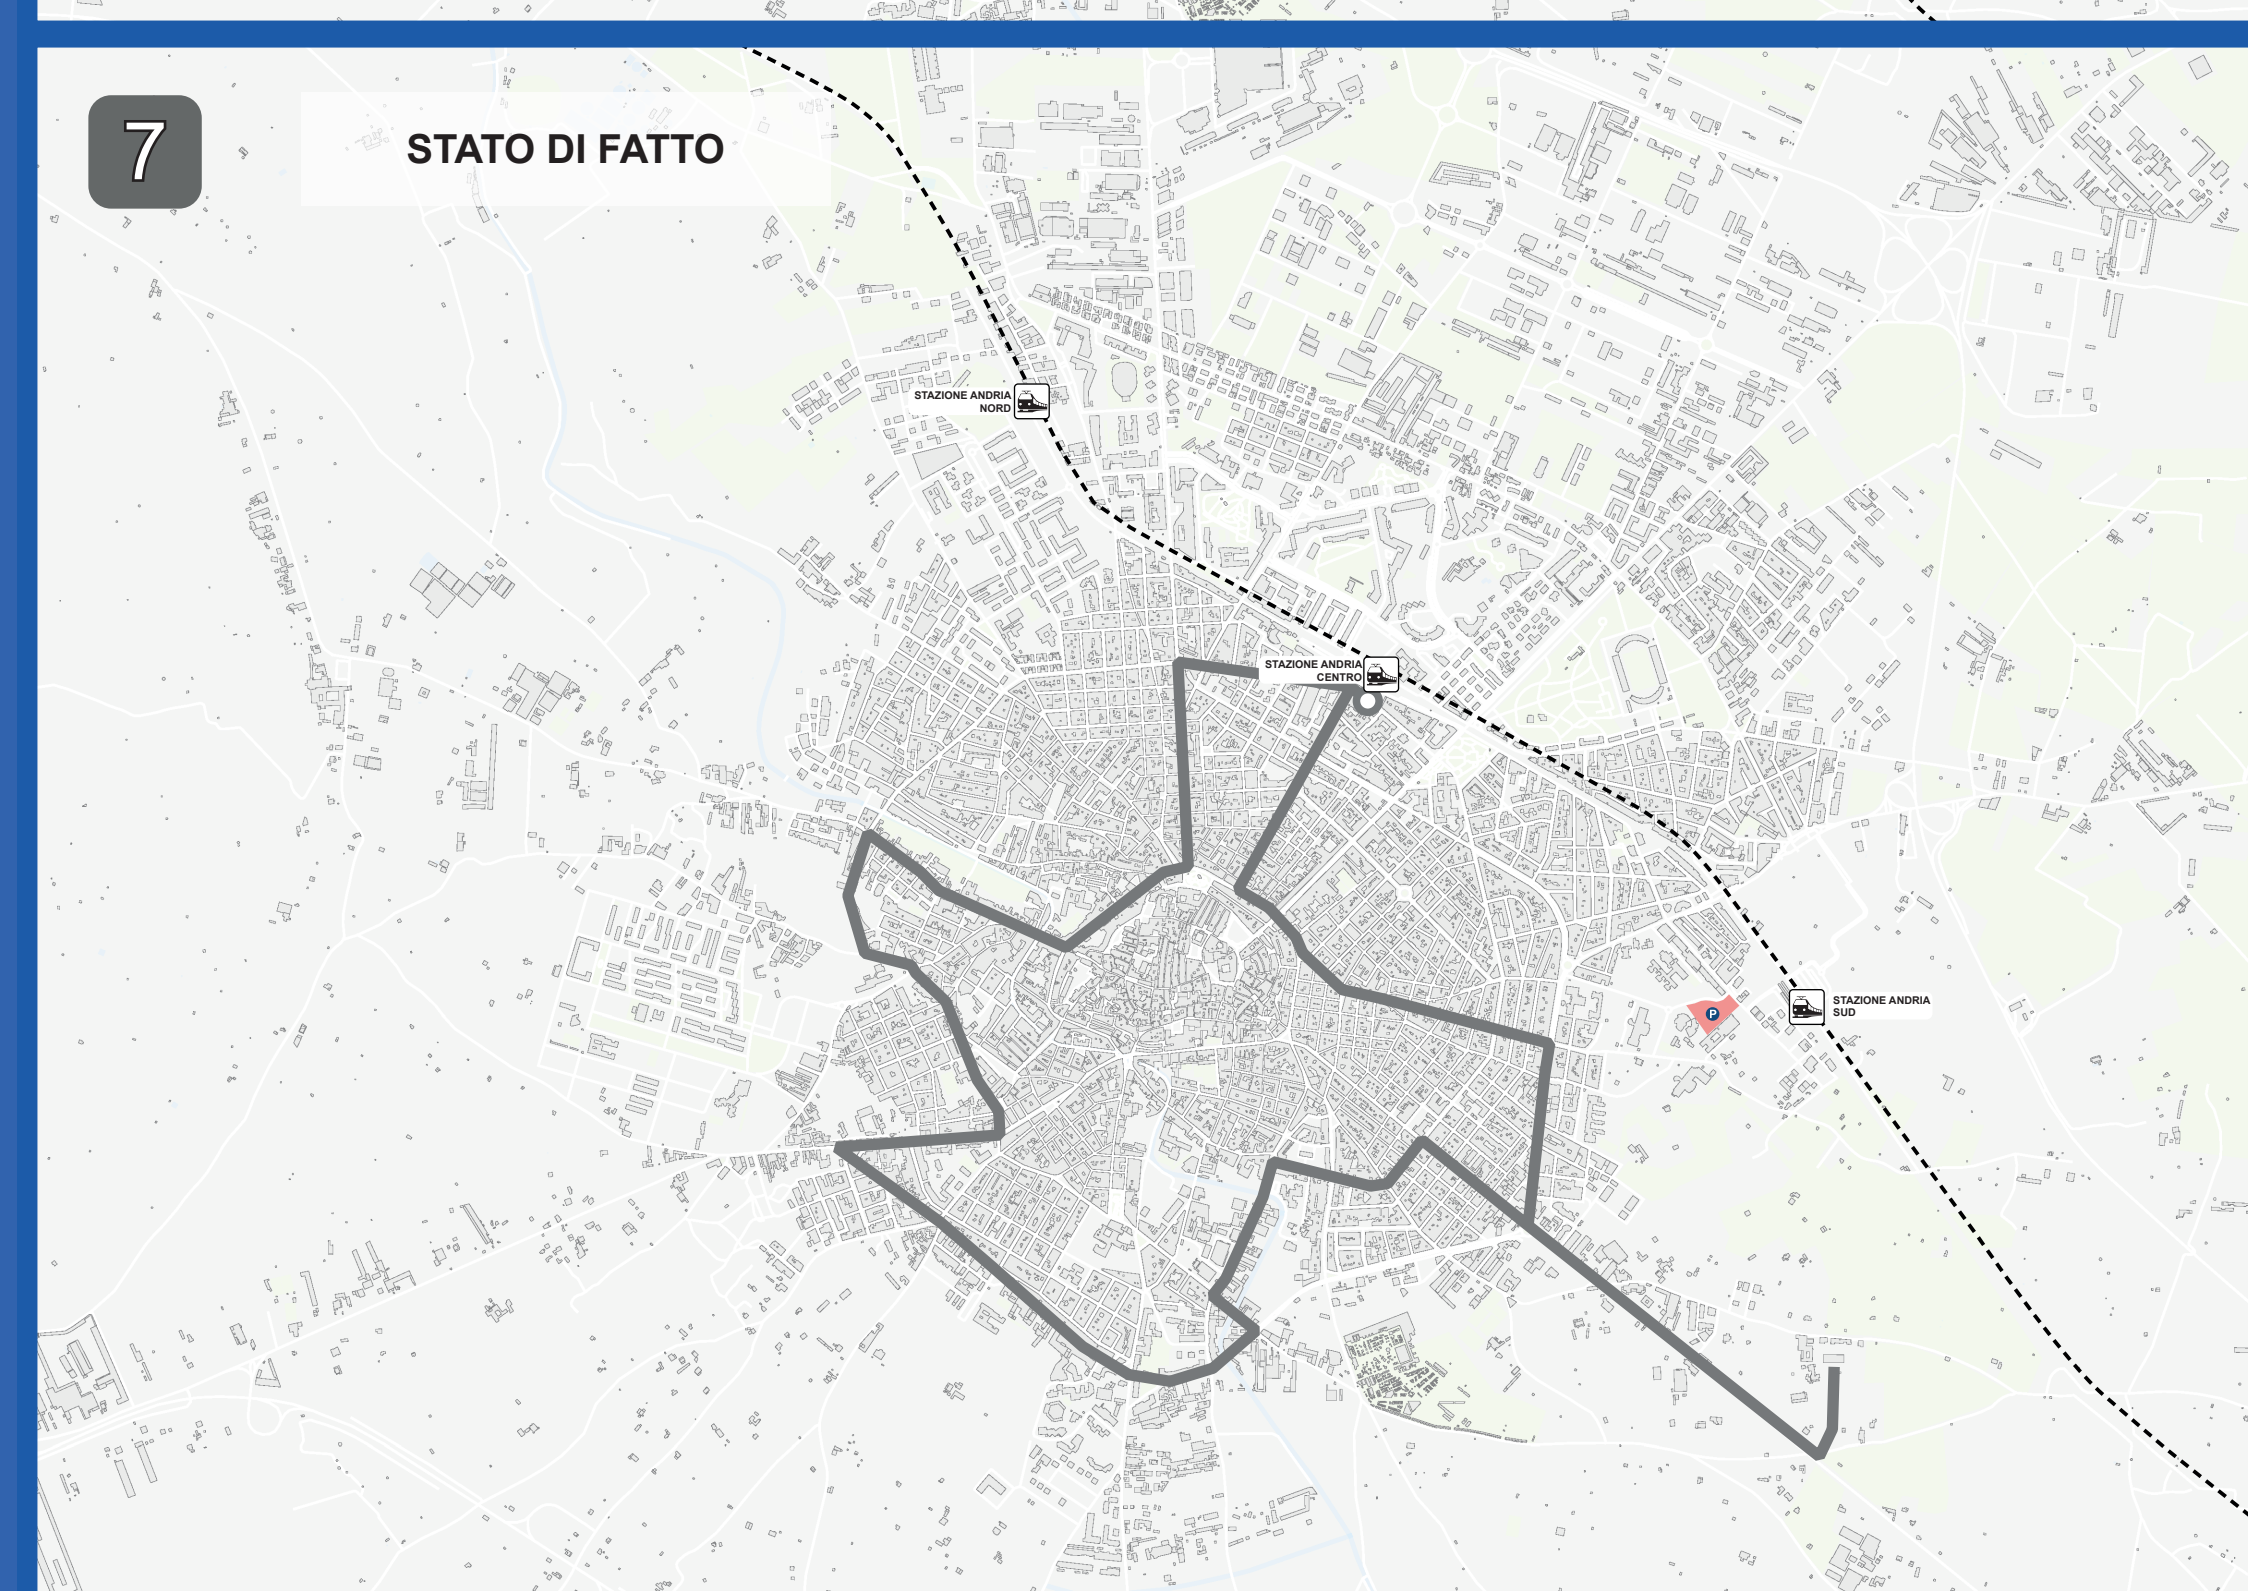 7
STATO DI FATTO
STAZIONE ANDRIA
NORD
STAZIONE ANDRIA
CENTRO
STAZIONE ANDRIA
SUD
P